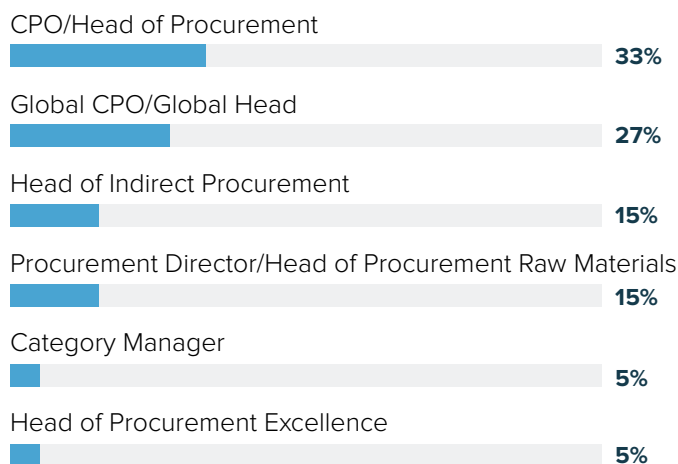 CPO/Head of Procurement
33%
Global CPO/Global Head
27%
Head of Indirect Procurement
15%
Procurement Director/Head of Procurement Raw Materials
15%
Category Manager
5%
Head of Procurement Excellence
5%